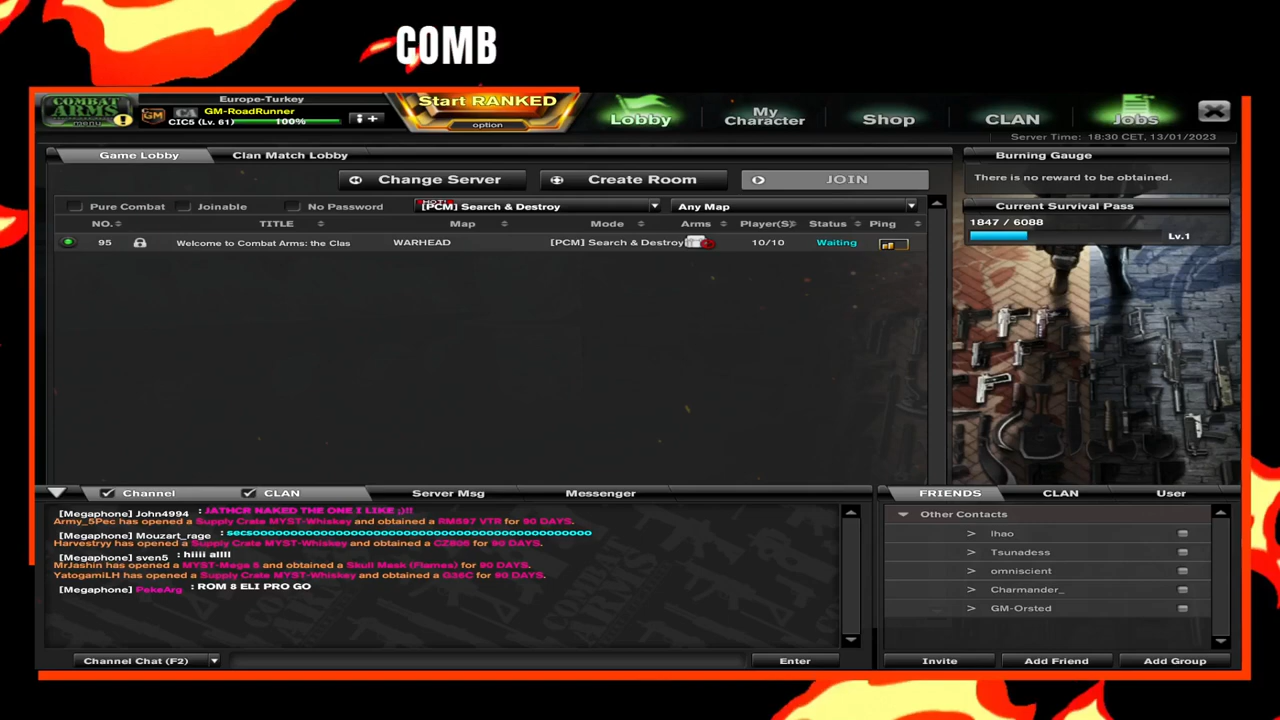 COMB
COMBAT
ARMS
menu
GM
CA
Europe-Turkey
GM-RoadRunner
CIC5 (Lv. 61)
100%
Start RANKED
option
Lobby
My
Character
Shop
CLAN
Jobs
Server Time: 18:30 CET, 13/01/2023
Game Lobby
Clan Match Lobby
Change Server
Create Room
JOIN
Pure Combat
Joinable
No Password
HOT!
[PCM] Search & Destroy
Any Map
NO. TITLE Map Mode Arms Player(S) Status Ping
95 Welcome to Combat Arms: the Clas WARHEAD [PCM] Search & Destroy 10/10 Waiting
Burning Gauge
There is no reward to be obtained.
Current Survival Pass
1847 / 6088
Lv.1
Channel
CLAN
Server Msg
Messenger
[Megaphone] John4994 : JATHCR NAKED THE ONE I LIKE ;)!!
Army_5Pec has opened a Supply Crate MYST-Whiskey and obtained a RM697 VTR for 90 DAYS.
[Megaphone] Mouzart_rage : secsooooooooooooooooooooooooooooooooooooooooooooooooo
Harvestryy has opened a Supply Crate MYST-Whiskey and obtained a CZ805 for 90 DAYS.
[Megaphone] sven5 : hiiii allll
MrJashin has opened a MYST-Mega 5 and obtained a Skull Mask (Flames) for 90 DAYS.
YatogamiLH has opened a Supply Crate MYST-Whiskey and obtained a G36C for 90 DAYS.
[Megaphone] PekeArg : ROM 8 ELI PRO GO
Channel Chat (F2)
Enter
FRIENDS
CLAN
User
Other Contacts
> lhao
> Tsunadess
> omniscient
> Charmander_
> GM-Orsted
Invite
Add Friend
Add Group